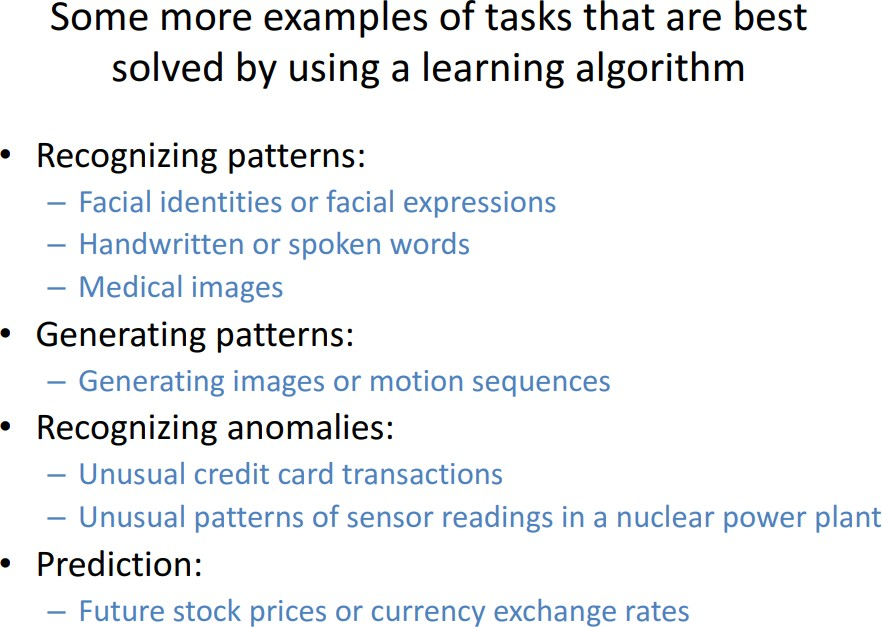 Some more examples of tasks that are best
solved by using a learning algorithm
• Recognizing patterns:
– Facial identities or facial expressions
– Handwritten or spoken words
– Medical images
• Generating patterns:
– Generating images or motion sequences
• Recognizing anomalies:
– Unusual credit card transactions
– Unusual patterns of sensor readings in a nuclear power plant
• Prediction:
– Future stock prices or currency exchange rates